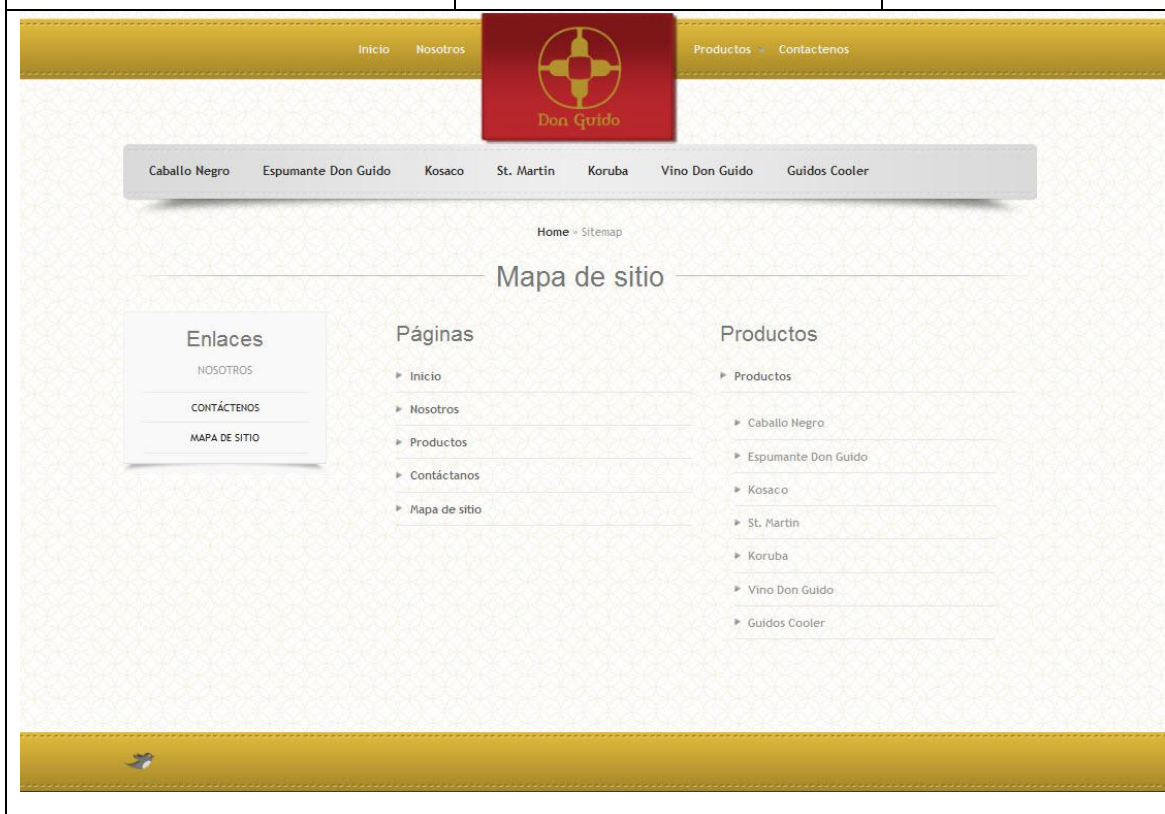 Inicio Nosotros Productos Contactenos
Don Guido
Caballo Negro Espumante Don Guido Kosaco St. Martin Koruba Vino Don Guido Guidos Cooler
Home » Sitemap
Mapa de sitio
Enlaces
NOSOTROS
CONTÁCTENOS
MAPA DE SITIO
Páginas
Inicio
Nosotros
Productos
Contáctanos
Mapa de sitio
Productos
Productos
Caballo Negro
Espumante Don Guido
Kosaco
St. Martin
Koruba
Vino Don Guido
Guidos Cooler